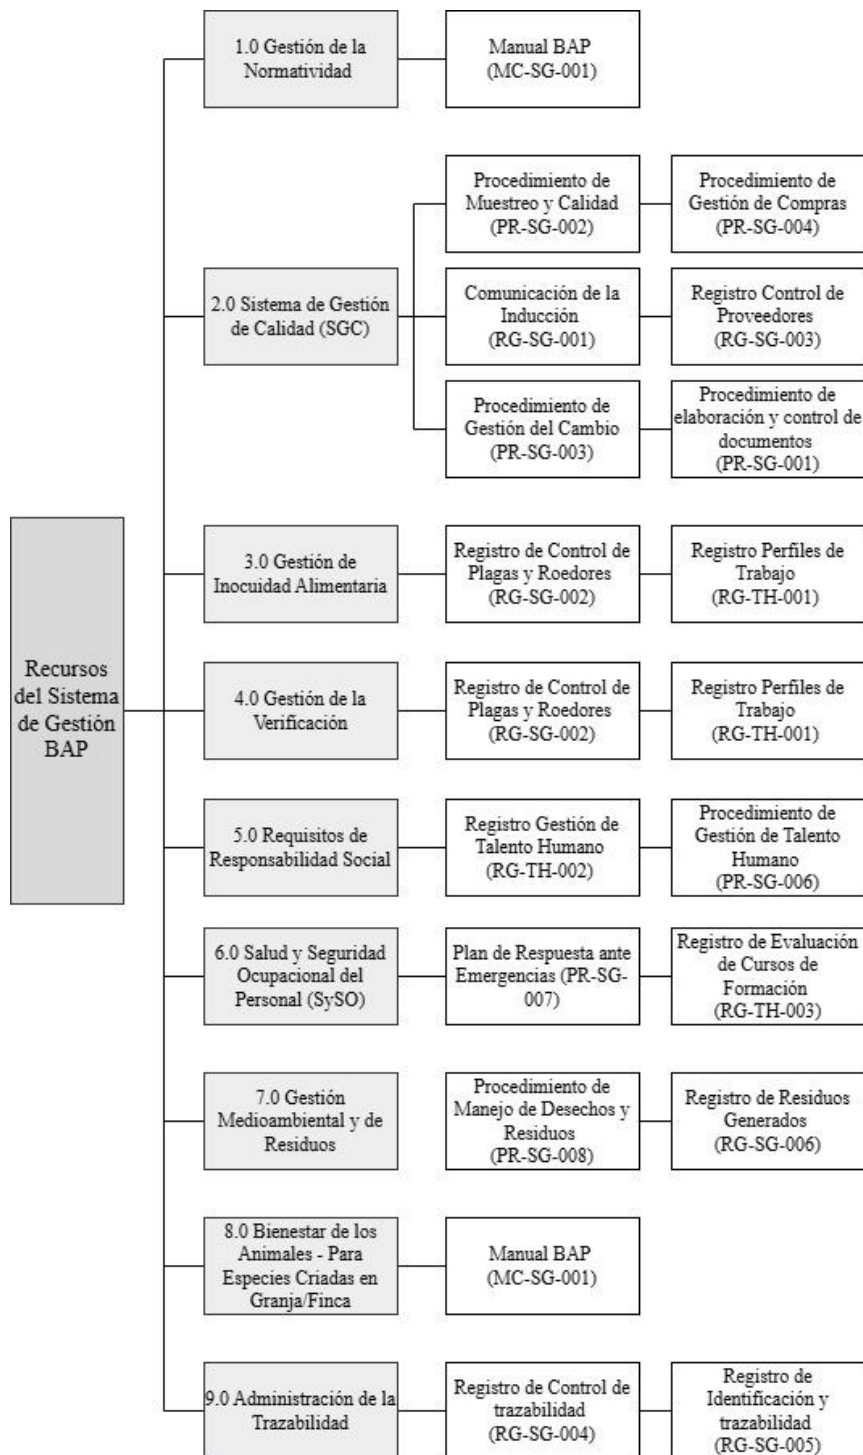 Recursos
del Sistema
de Gestión
BAP
1.0 Gestión de la
Normatividad
Manual BAP
(MC-SG-001)
2.0 Sistema de Gestión
de Calidad (SGC)
Procedimiento de
Muestreo y Calidad
(PR-SG-002)
Procedimiento de
Gestión de Compras
(PR-SG-004)
Comunicación de la
Inducción
(RG-SG-001)
Registro Control de
Proveedores
(RG-SG-003)
Procedimiento de
Gestión del Cambio
(PR-SG-003)
Procedimiento de
elaboración y control de
documentos
(PR-SG-001)
3.0 Gestión de
Inocuidad Alimentaria
Registro de Control de
Plagas y Roedores
(RG-SG-002)
Registro Perfiles de
Trabajo
(RG-TH-001)
4.0 Gestión de la
Verificación
Registro de Control de
Plagas y Roedores
(RG-SG-002)
Registro Perfiles de
Trabajo
(RG-TH-001)
5.0 Requisitos de
Responsabilidad Social
Registro Gestión de
Talento Humano
(RG-TH-002)
Procedimiento de
Gestión de Talento
Humano
(PR-SG-006)
6.0 Salud y Seguridad
Ocupacional del
Personal (SySO)
Plan de Respuesta ante
Emergencias (PR-SG-
007)
Registro de Evaluación
de Cursos de
Formación
(RG-TH-003)
7.0 Gestión
Medioambiental y de
Residuos
Procedimiento de
Manejo de Desechos y
Residuos
(PR-SG-008)
Registro de Residuos
Generados
(RG-SG-006)
8.0 Bienestar de los
Animales - Para
Especies Criadas en
Granja/Finca
Manual BAP
(MC-SG-001)
9.0 Administración de la
Trazabilidad
Registro de Control de
trazabilidad
(RG-SG-004)
Registro de
Identificación y
trazabilidad
(RG-SG-005)